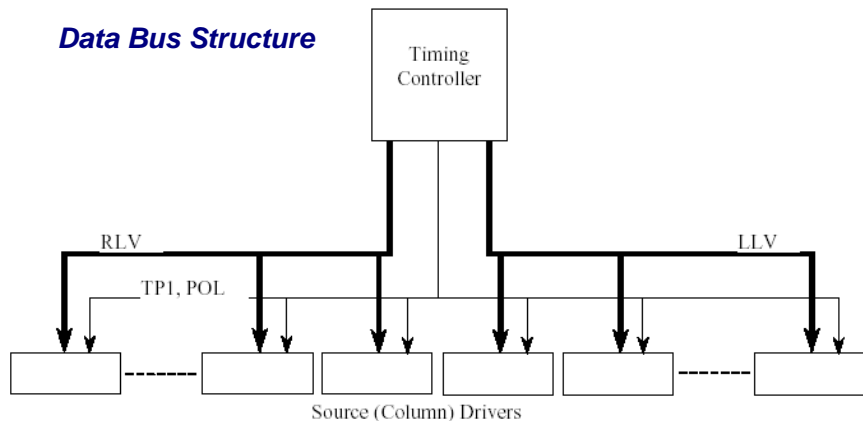 Data Bus Structure
Timing
Controller
RLV
LLV
TP1, POL
Source (Column) Drivers